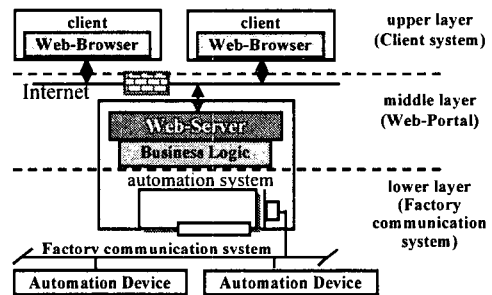 client
client
upper layer
(Client system)
Web-Browser
Web-Browser
Internet
middle layer
(Web-Portal)
Web-Server
Business Logic
automation system
lower layer
(Factory
communication
system)
Factory communication system
Automation Device
Automation Device